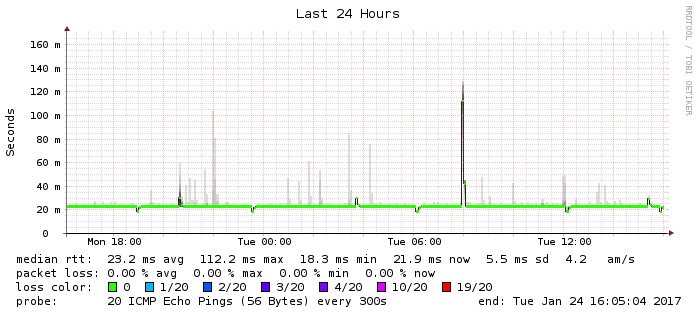 Last 24 Hours
RRDTOOL / TOBI OETIKER
Seconds
160 m
140 m
120 m
100 m
80 m
60 m
40 m
20 m
0
Mon 18:00 Tue 00:00 Tue 06:00 Tue 12:00
median rtt: 23.2 ms avg 112.2 ms max 18.3 ms min 21.9 ms now 5.5 ms sd 4.2 am/s
packet loss: 0.00 % avg 0.00 % max 0.00 % min 0.00 % now
loss color: 0 1/20 2/20 3/20 4/20 10/20 19/20
probe: 20 ICMP Echo Pings (56 Bytes) every 300s end: Tue Jan 24 16:05:04 2017